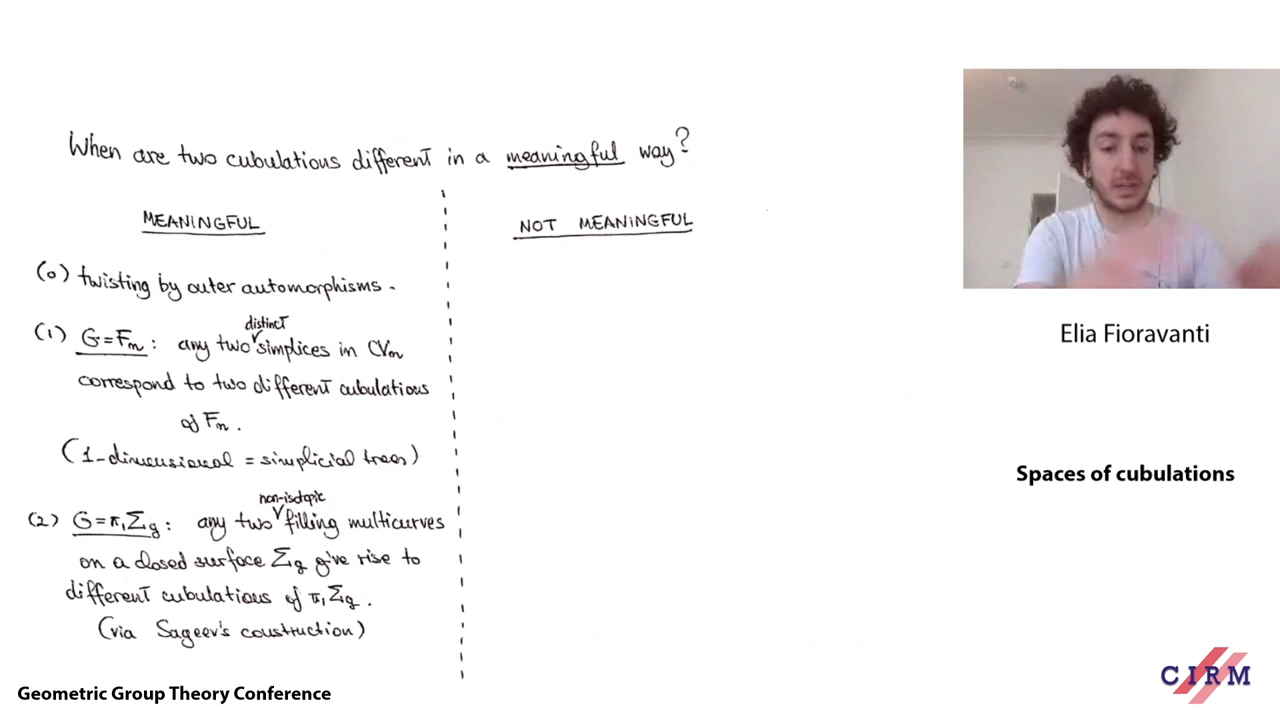 When are two cubulations different in a meaningful way?
MEANINGFUL
(0) twisting by outer automorphisms.
(1) G=Fₙ: any two distinct simplices in CVₙ
correspond to two different cubulations
of Fₙ.
(1-dimensional = simplicial trees)
(2) G=π₁Σg: any two non-isotopic filling multicurves
on a closed surface Σg give rise to
different cubulations of π₁Σg.
(via Sageev's construction)
NOT MEANINGFUL
Elia Fioravanti
Spaces of cubulations
Geometric Group Theory Conference
CIRM